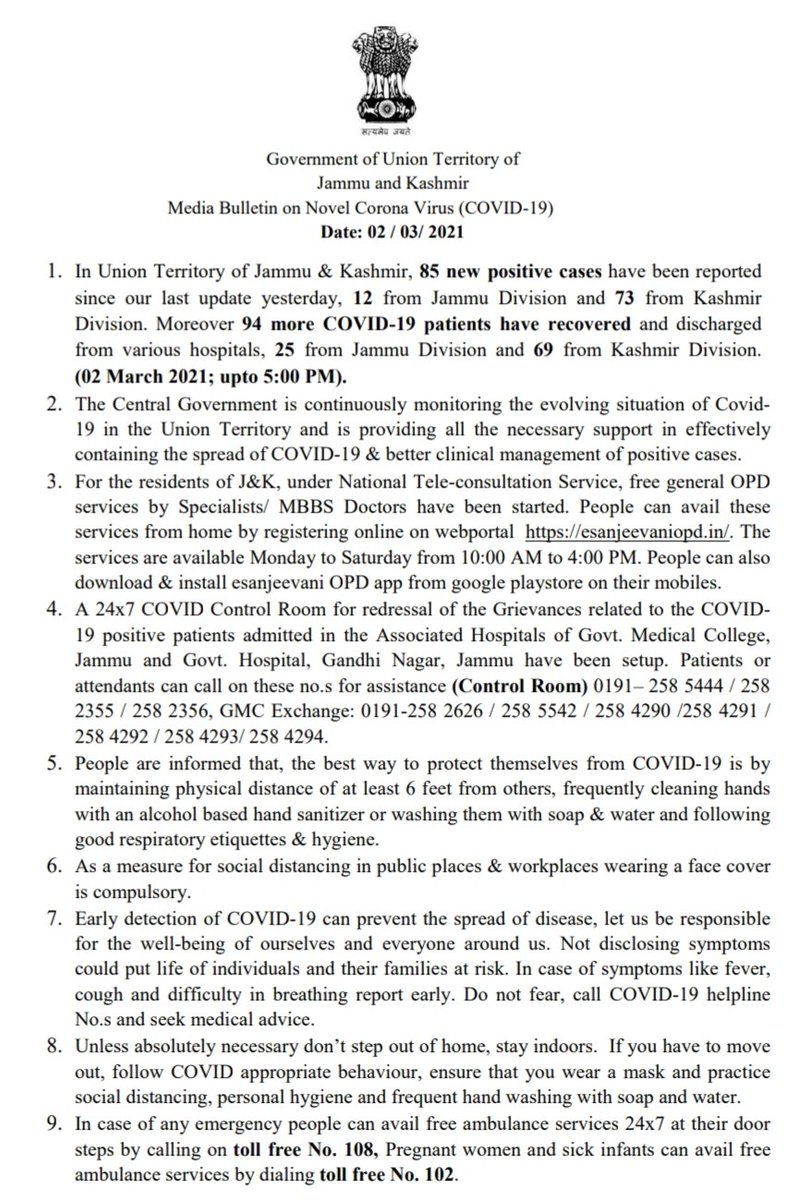 सत्यमेव जयते
Government of Union Territory of
Jammu and Kashmir
Media Bulletin on Novel Corona Virus (COVID-19)
Date: 02 / 03/ 2021
1. In Union Territory of Jammu & Kashmir, 85 new positive cases have been reported
since our last update yesterday, 12 from Jammu Division and 73 from Kashmir
Division. Moreover 94 more COVID-19 patients have recovered and discharged
from various hospitals, 25 from Jammu Division and 69 from Kashmir Division.
(02 March 2021; upto 5:00 PM).
2. The Central Government is continuously monitoring the evolving situation of Covid-
19 in the Union Territory and is providing all the necessary support in effectively
containing the spread of COVID-19 & better clinical management of positive cases.
3. For the residents of J&K, under National Tele-consultation Service, free general OPD
services by Specialists/ MBBS Doctors have been started. People can avail these
services from home by registering online on webportal https://esanjeevaniopd.in/. The
services are available Monday to Saturday from 10:00 AM to 4:00 PM. People can also
download & install esanjeevani OPD app from google playstore on their mobiles.
4. A 24x7 COVID Control Room for redressal of the Grievances related to the COVID-
19 positive patients admitted in the Associated Hospitals of Govt. Medical College,
Jammu and Govt. Hospital, Gandhi Nagar, Jammu have been setup. Patients or
attendants can call on these no.s for assistance (Control Room) 0191– 258 5444 / 258
2355 / 258 2356, GMC Exchange: 0191-258 2626 / 258 5542 / 258 4290 /258 4291 /
258 4292 / 258 4293/ 258 4294.
5. People are informed that, the best way to protect themselves from COVID-19 is by
maintaining physical distance of at least 6 feet from others, frequently cleaning hands
with an alcohol based hand sanitizer or washing them with soap & water and following
good respiratory etiquettes & hygiene.
6. As a measure for social distancing in public places & workplaces wearing a face cover
is compulsory.
7. Early detection of COVID-19 can prevent the spread of disease, let us be responsible
for the well-being of ourselves and everyone around us. Not disclosing symptoms
could put life of individuals and their families at risk. In case of symptoms like fever,
cough and difficulty in breathing report early. Do not fear, call COVID-19 helpline
No.s and seek medical advice.
8. Unless absolutely necessary don’t step out of home, stay indoors. If you have to move
out, follow COVID appropriate behaviour, ensure that you wear a mask and practice
social distancing, personal hygiene and frequent hand washing with soap and water.
9. In case of any emergency people can avail free ambulance services 24x7 at their door
steps by calling on toll free No. 108, Pregnant women and sick infants can avail free
ambulance services by dialing toll free No. 102.